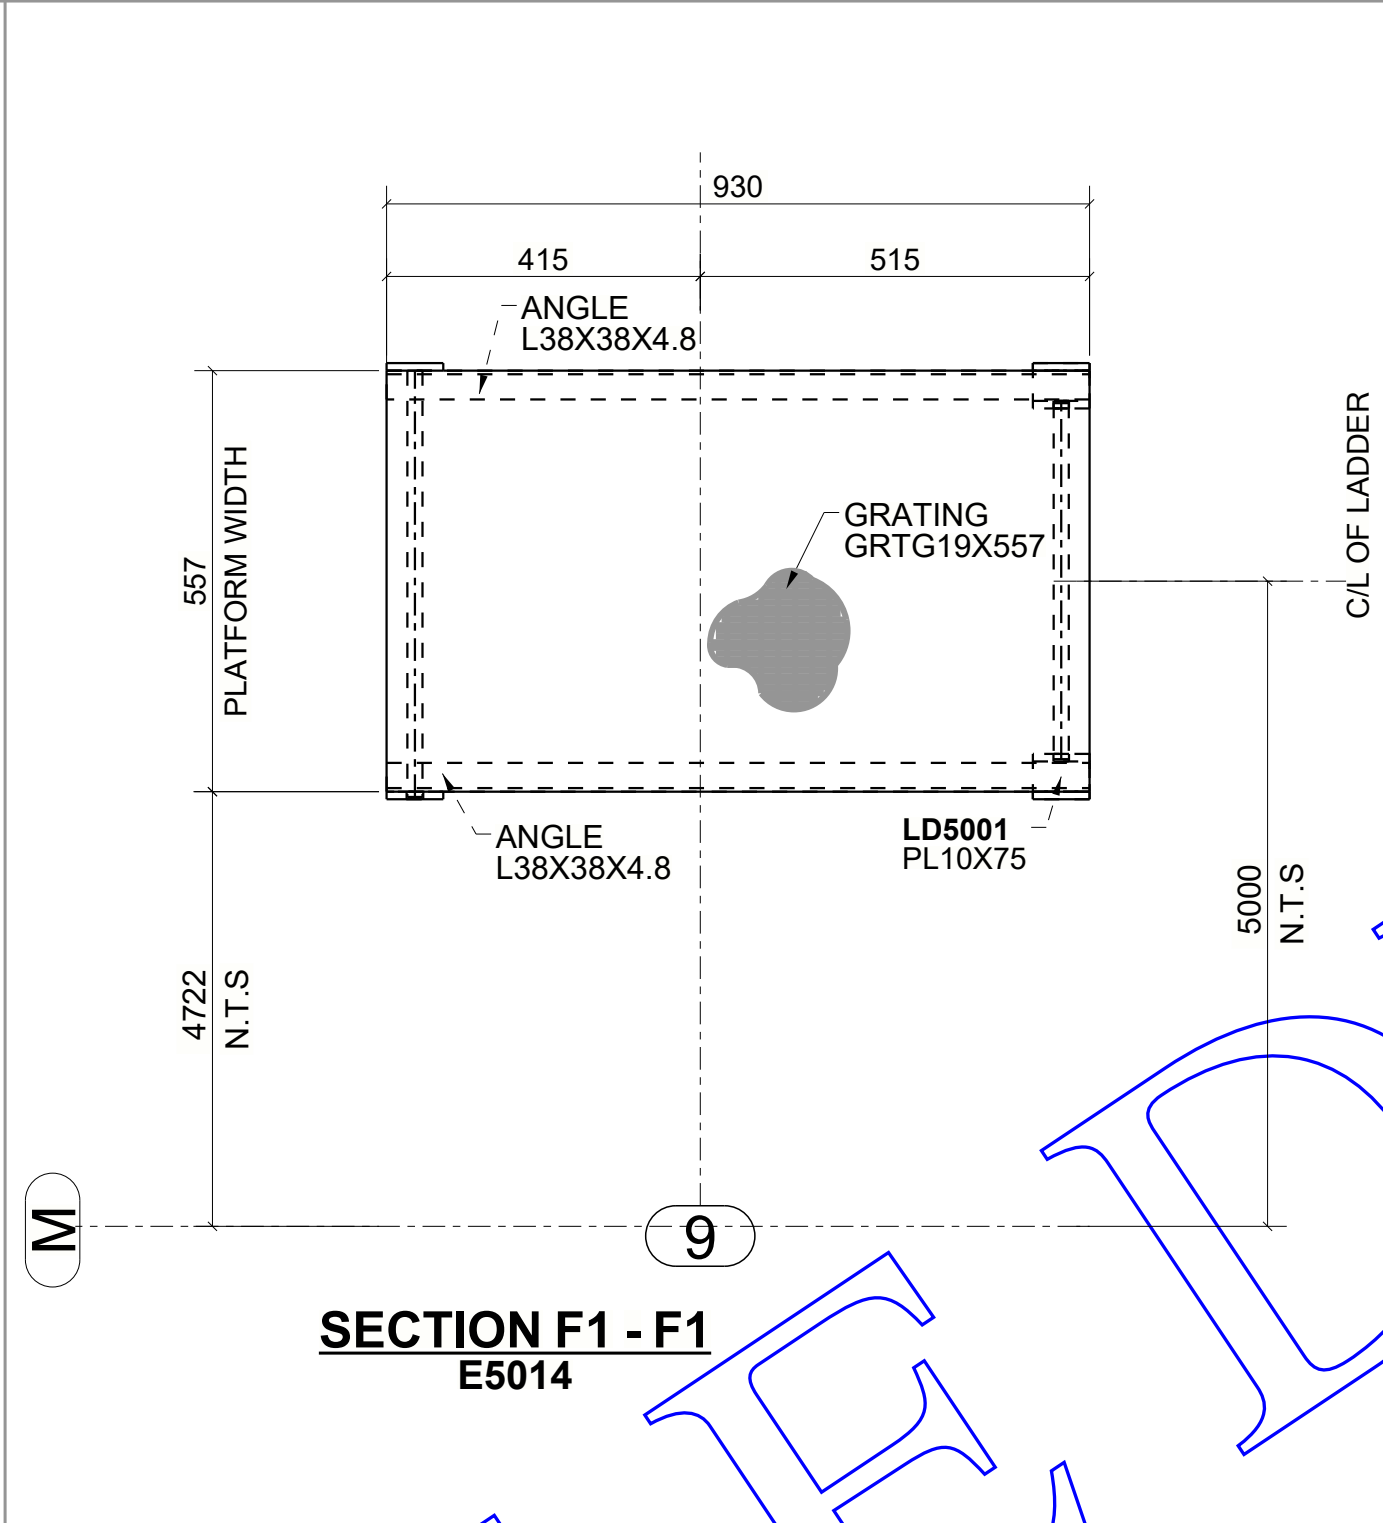 930
415
515
ANGLE
L38X38X4.8
C/L OF LADDER
PLATFORM WIDTH
557
GRATING
GRTG19X557
ANGLE
L38X38X4.8
LD5001
PL10X75
5000
N.T.S
4722
N.T.S
M
9
SECTION F1 - F1
E5014